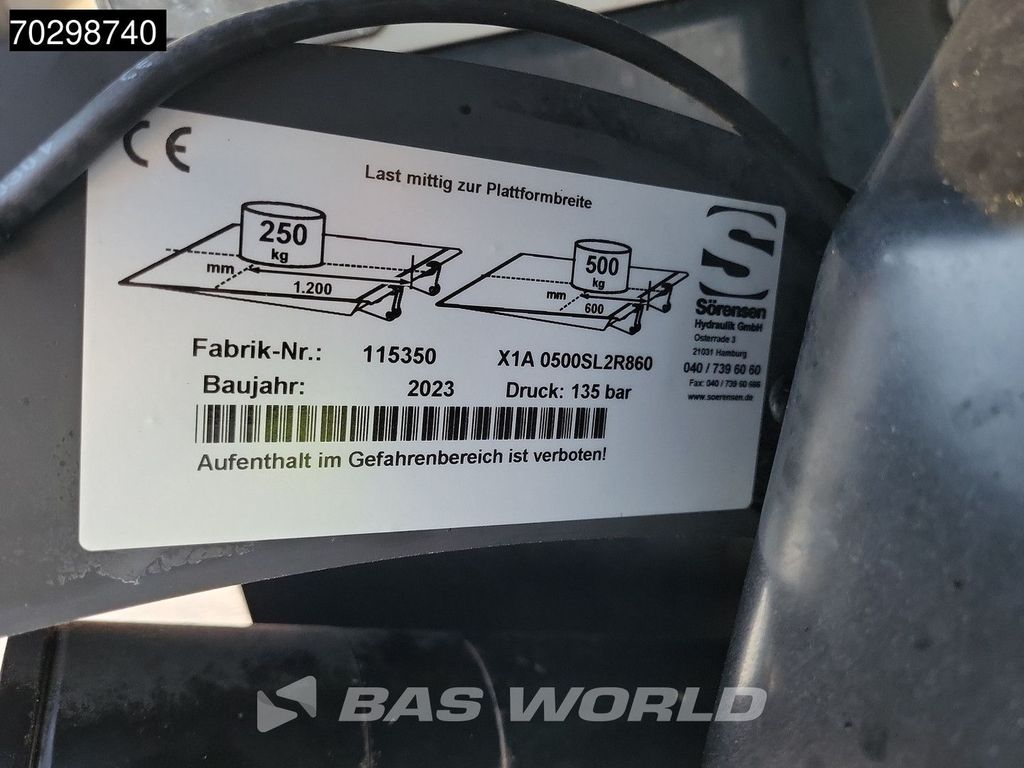 70298740
CE
Last mittig zur Plattformbreite
250
kg
mm
1.200
500
kg
mm
600
S
Sörensen
Hydraulik GmbH
Osterrade 3
21031 Hamburg
040 / 739 60 60
Fax: 040 / 739 60 666
www.soerensen.de
Fabrik-Nr.: 115350 X1A 0500SL2R860
Baujahr: 2023 Druck: 135 bar
Aufenthalt im Gefahrenbereich ist verboten!
BAS WORLD